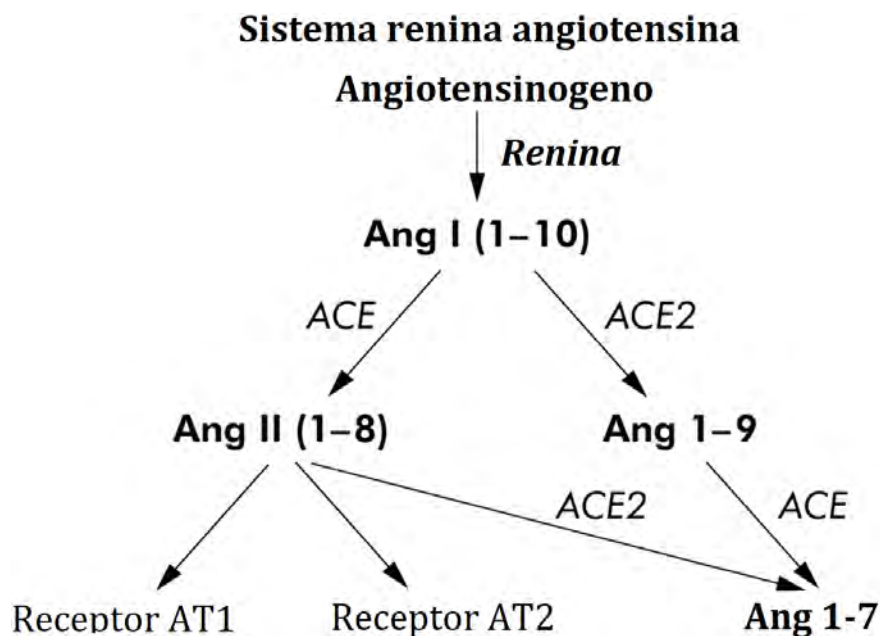 Sistema renina angiotensina
Angiotensinogeno
Renina
Ang I (1–10)
ACE
ACE2
Ang II (1–8)
Ang 1–9
ACE2
ACE
Receptor AT1
Receptor AT2
Ang 1-7